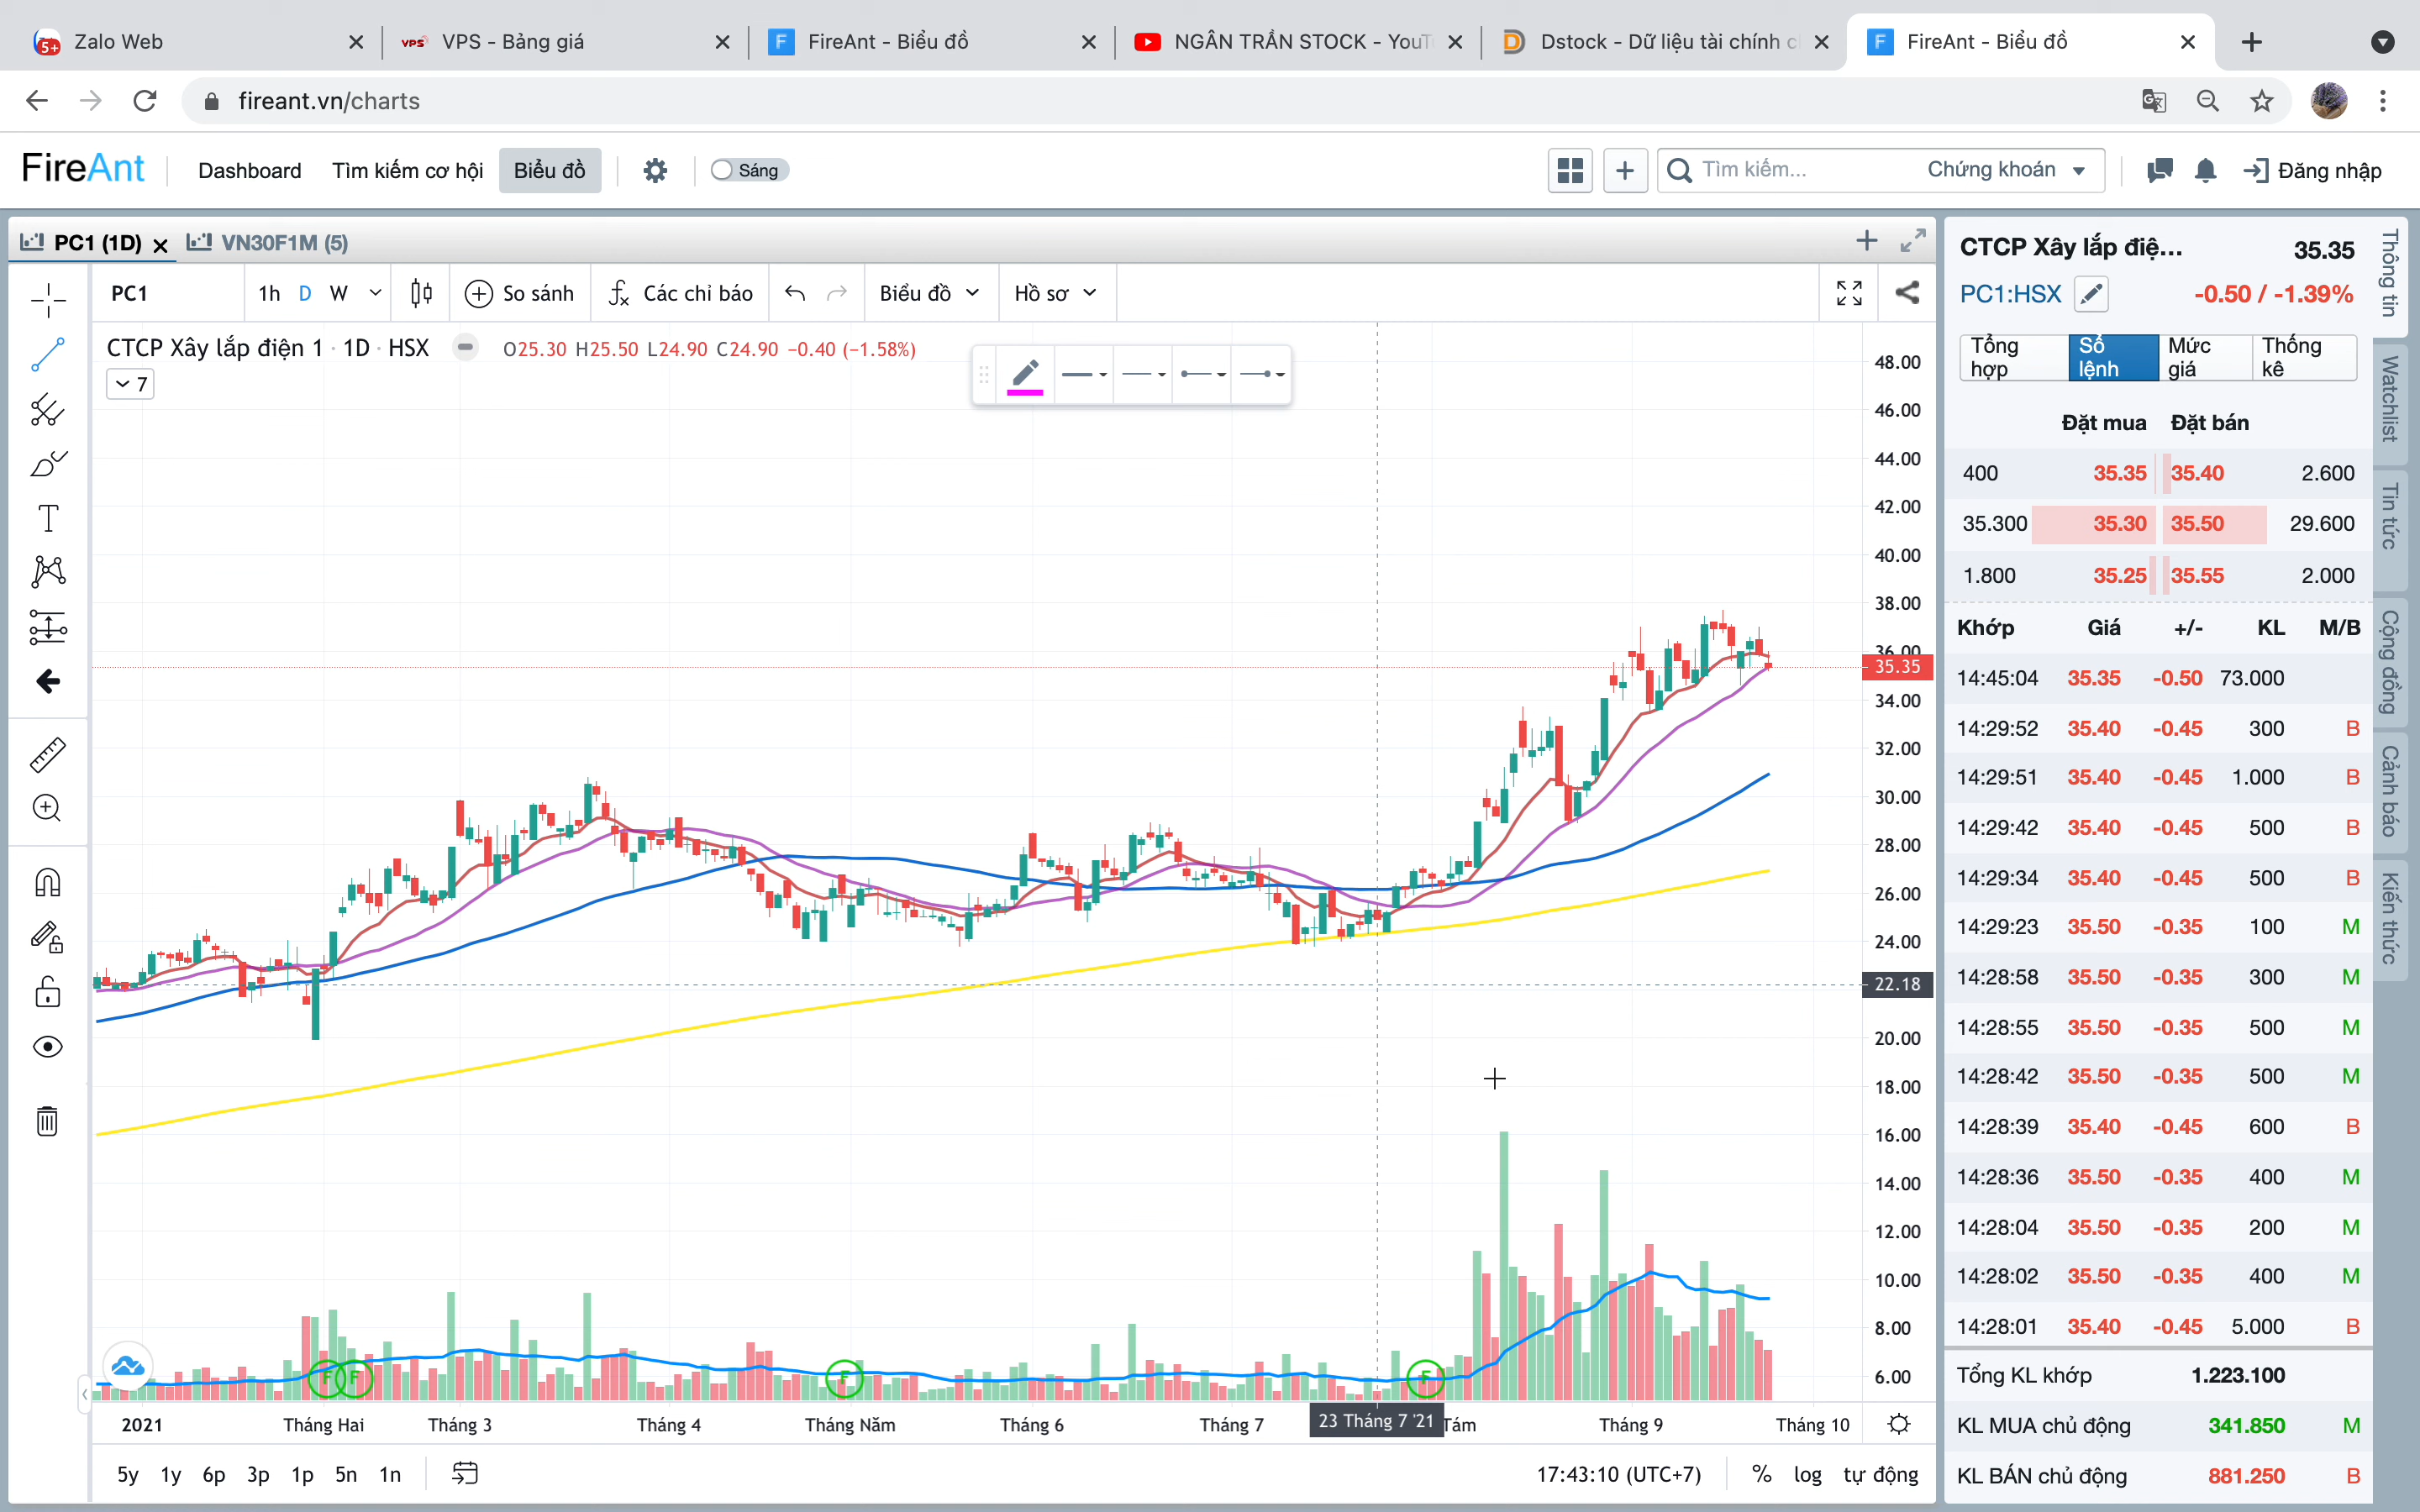 Zalo Web
VPS - Bảng giá
FireAnt - Biểu đồ
NGÂN TRẦN STOCK - YouT
Dstock - Dữ liệu tài chính c
FireAnt - Biểu đồ
fireant.vn/charts
FireAnt
Dashboard
Tìm kiếm cơ hội
Biểu đồ
Sáng
Tìm kiếm...
Chứng khoán
Đăng nhập
PC1 (1D)
VN30F1M (5)
PC1
1h D W
So sánh
Các chỉ báo
Biểu đồ
Hồ sơ
CTCP Xây lắp điện 1 · 1D · HSX
O25.30 H25.50 L24.90 C24.90 −0.40 (−1.58%)
7
48.00
46.00
44.00
42.00
40.00
38.00
36.00
35.35
34.00
32.00
30.00
28.00
26.00
24.00
22.18
20.00
18.00
16.00
14.00
12.00
10.00
8.00
6.00
F F F F
2021 Tháng Hai Tháng 3 Tháng 4 Tháng Năm Tháng 6 Tháng 7 23 Tháng 7 '21 Tám Tháng 9 Tháng 10
5y 1y 6p 3p 1p 5n 1n
17:43:10 (UTC+7)
% log tự động
CTCP Xây lắp điệ... 35.35
PC1:HSX -0.50 / -1.39%
Tổng hợp
Sổ lệnh
Mức giá
Thống kê
Đặt mua Đặt bán
400 35.35 35.40 2.600
35.300 35.30 35.50 29.600
1.800 35.25 35.55 2.000
Khớp Giá +/- KL M/B
14:45:04 35.35 -0.50 73.000
14:29:52 35.40 -0.45 300 B
14:29:51 35.40 -0.45 1.000 B
14:29:42 35.40 -0.45 500 B
14:29:34 35.40 -0.45 500 B
14:29:23 35.50 -0.35 100 M
14:28:58 35.50 -0.35 300 M
14:28:55 35.50 -0.35 500 M
14:28:42 35.50 -0.35 500 M
14:28:39 35.40 -0.45 600 B
14:28:36 35.50 -0.35 400 M
14:28:04 35.50 -0.35 200 M
14:28:02 35.50 -0.35 400 M
14:28:01 35.40 -0.45 5.000 B
Tổng KL khớp 1.223.100
KL MUA chủ động 341.850 M
KL BÁN chủ động 881.250 B
Thông tin
Watchlist
Tin tức
Cộng đồng
Cảnh báo
Kiến thức